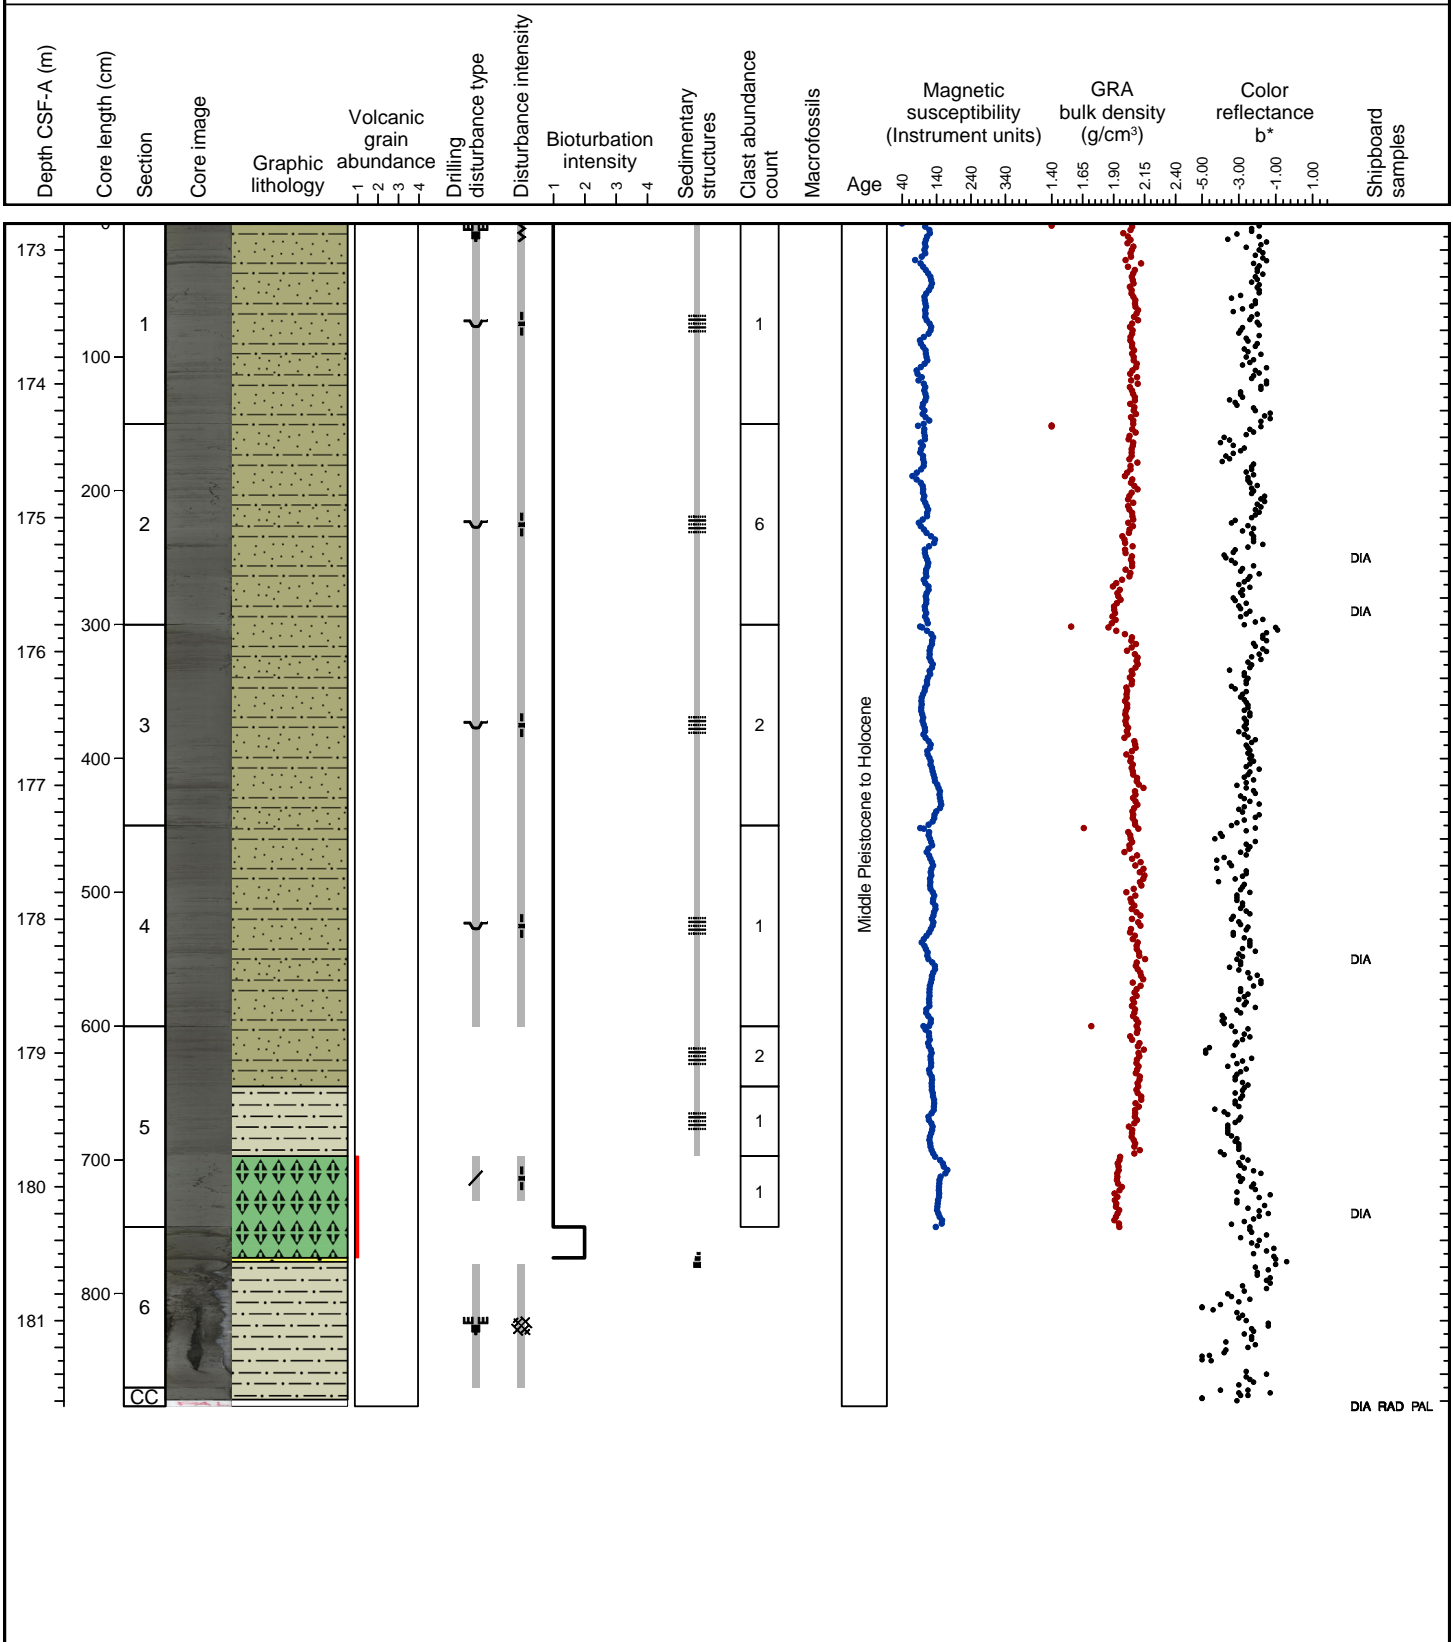 Depth CSF-A (m)
Core length (cm)
Section
Core image
Graphic
lithology
Volcanic
grain
abundance
1 2 3 4
Drilling
disturbance type
Disturbance intensity
Bioturbation
intensity
1 2 3 4
Sedimentary
structures
Clast abundance
count
Macrofossils
Age
Magnetic
susceptibility
(Instrument units)
40 140 240 340
GRA
bulk density
(g/cm³)
1.40 1.65 1.90 2.15 2.40
Color
reflectance
b*
-5.00 -3.00 -1.00 1.00
Shipboard
samples
0
173
1
1
100
174
200
175
2
6
DIA
DIA
300
176
3
2
Middle Pleistocene to Holocene
400
177
500
178
4
1
DIA
600
179
2
5
1
700
180
1
DIA
800
6
181
CC
DIA RAD PAL